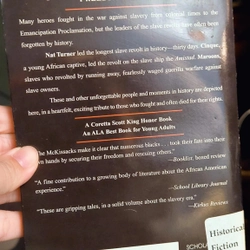 Many heroes fought in the war against slavery from colonial times to the
Emancipation Proclamation, but the leaders of the slave have often been
forgotten by history.
Nat Turner led the longest slave revolt in history—thirty days. Cinque,
a young African captive, led the revolt on the slave ship the Amistad. Maroons,
slaves who revolted by running away, fearlessly waged guerilla warfare against
slave owners.
These and other unforgettable people and moments in history are depicted
here, in a heartfelt, exciting tribute to those who fought and often died for their rights.
A Coretta Scott King Honor Book
An ALA Best Book for Young Adults
"The McKissacks make it clear that numerous blacks . . . took their fate into their
own hands by securing their freedom and rescuing others."
—Booklist, boxed review
"A fine contribution to a growing body of literature about the African American
experience."
—School Library Journal
"These are gripping tales, in a solid volume about the slavery era."
—Kirkus Reviews
SCHOLA
Historical
Fiction